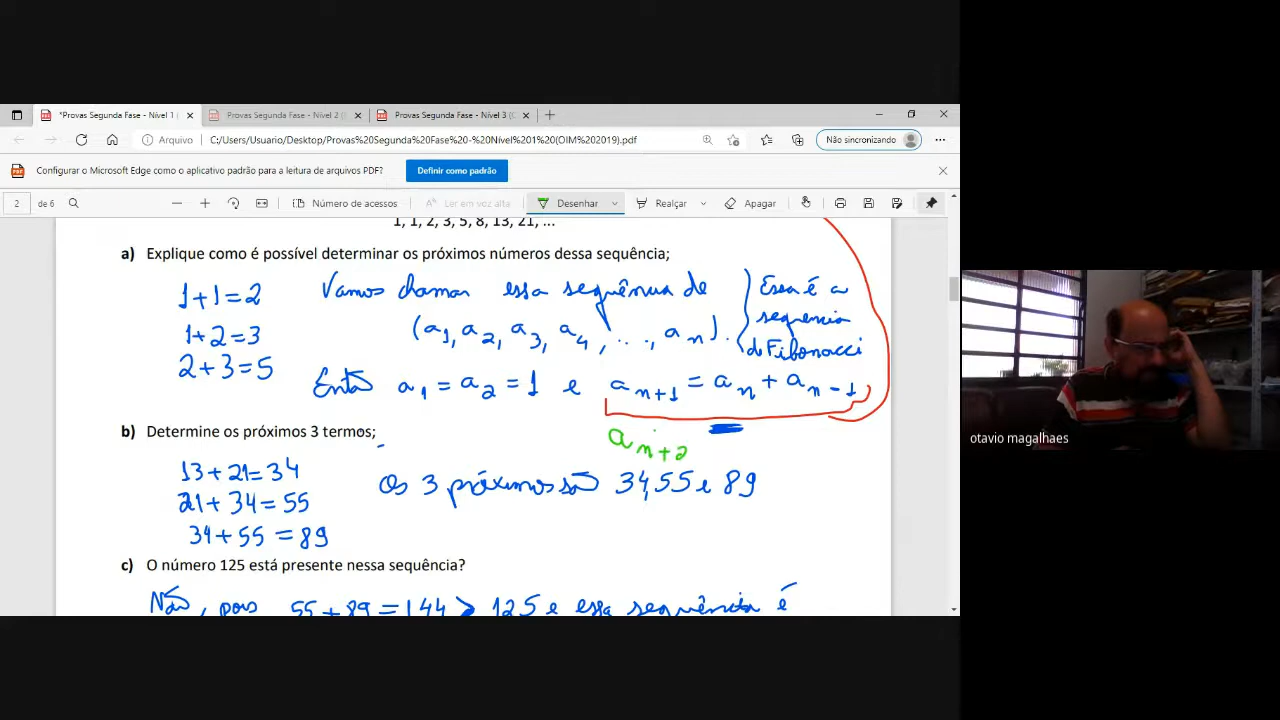 *Provas Segunda Fase - Nível 1 (
Provas Segunda Fase - Nível 2 (
Provas Segunda Fase - Nível 3 (C
Arquivo
C:/Users/Usuario/Desktop/Provas%20Segunda%20Fase%20-%20Nível%201%20(OIM%202019).pdf
Não sincronizando
Configurar o Microsoft Edge como o aplicativo padrão para a leitura de arquivos PDF?
Definir como padrão
2 de 6
Número de acessos
Ler em voz alta
Desenhar
Realçar
Apagar
1, 1, 2, 3, 5, 8, 13, 21, ...
a) Explique como é possível determinar os próximos números dessa sequência;
1+1=2 Vamos chamar essa sequência de } Essa é a
1+2=3 (a1, a2, a3, a4, ..., an). sequencia
2+3=5 de Fibonacci
Então a1 = a2 = 1 e an+1 = an + an-1
an+2
b) Determine os próximos 3 termos;
13+21=34 Os 3 próximos são 34,55 e 89
21+34=55
34+55=89
c) O número 125 está presente nessa sequência?
Não, pois 55+89=144 > 125 e essa sequência é
otavio magalhaes